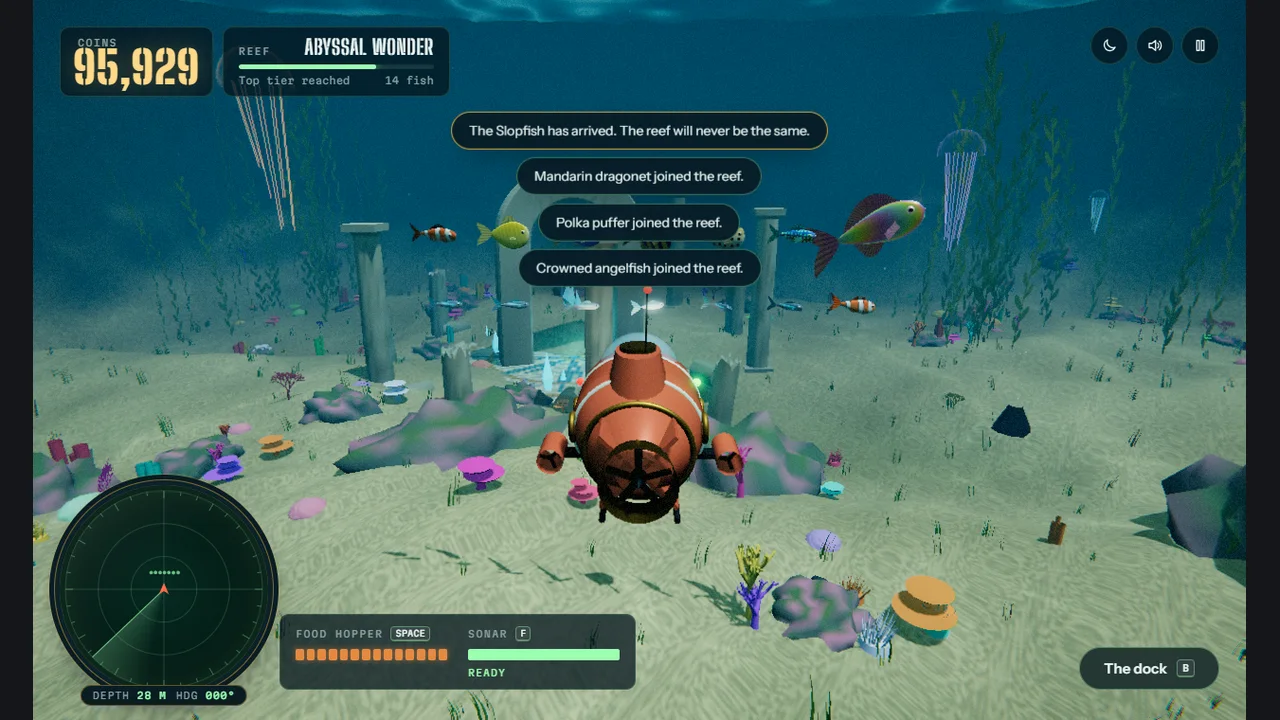 COINS
95,929
REEF ABYSSAL WONDER
Top tier reached 14 fish
The Slopfish has arrived. The reef will never be the same.
Mandarin dragonet joined the reef.
Polka puffer joined the reef.
Crowned angelfish joined the reef.
FOOD HOPPER SPACE
SONAR F
READY
DEPTH 28 M HDG 000°
The dock B